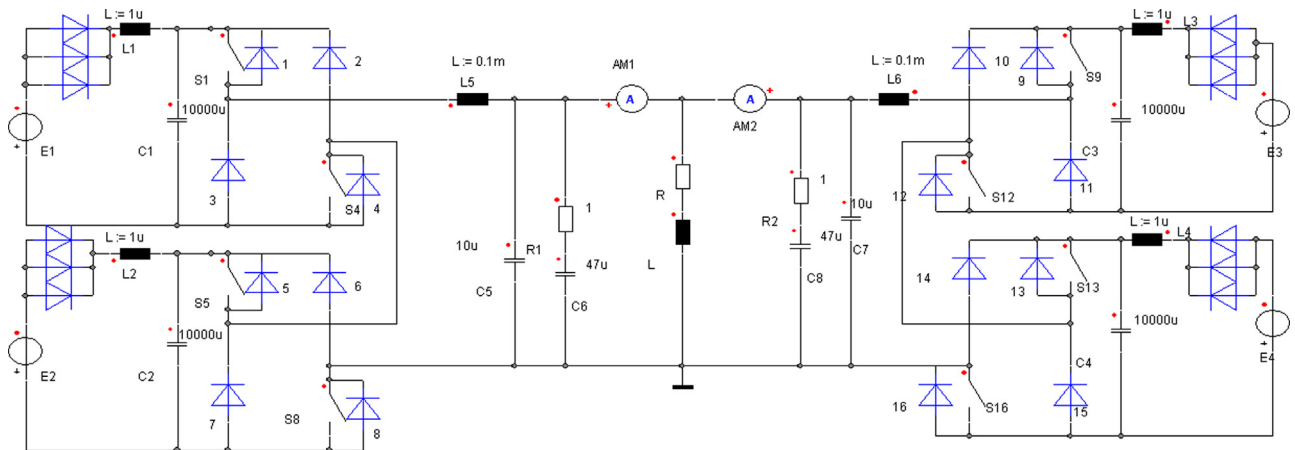 L := 1u
L1
S1
1
2
10000u
E1
C1
3
S4
4
L := 1u
L2
S5
5
6
10000u
E2
C2
7
S8
8
L := 0.1m
L5
AM1
A
A
AM2
L := 0.1m
L6
1
R
1
10u
R1
47u
C5
C6
L
R2
10u
47u
C7
C8
L := 1u
L3
10
9
S9
10000u
C3
E3
12
S12
11
L := 1u
L4
14
13
S13
10000u
C4
E4
16
S16
15